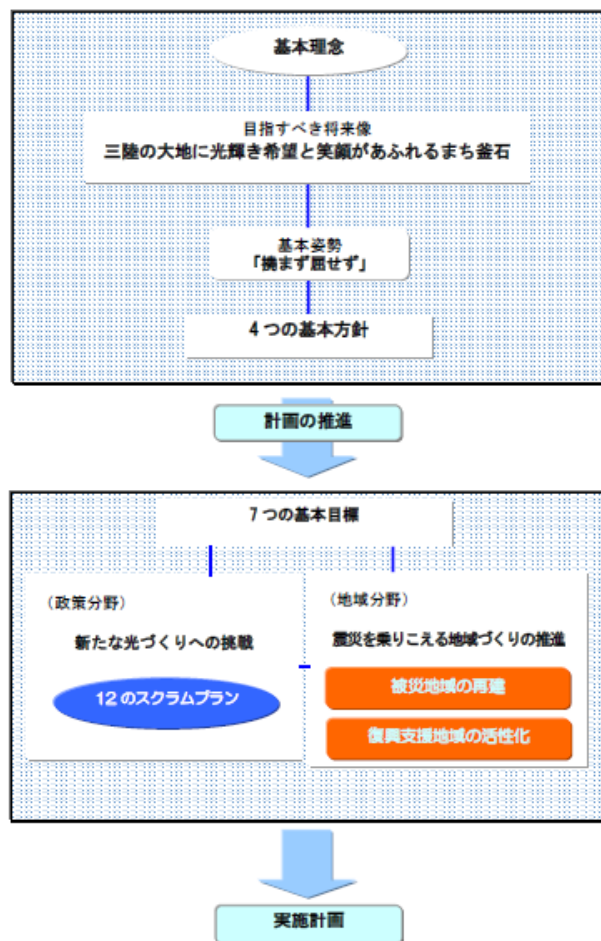 基本理念
目指すべき将来像
三陸の大地に光輝き希望と笑顔があふれるまち釜石
基本姿勢
「撓まず屈せず」
4つの基本方針
計画の推進
7つの基本目標
（政策分野）
新たな光づくりへの挑戦
12のスクラムプラン
（地域分野）
震災を乗りこえる地域づくりの推進
被災地域の再建
復興支援地域の活性化
実施計画